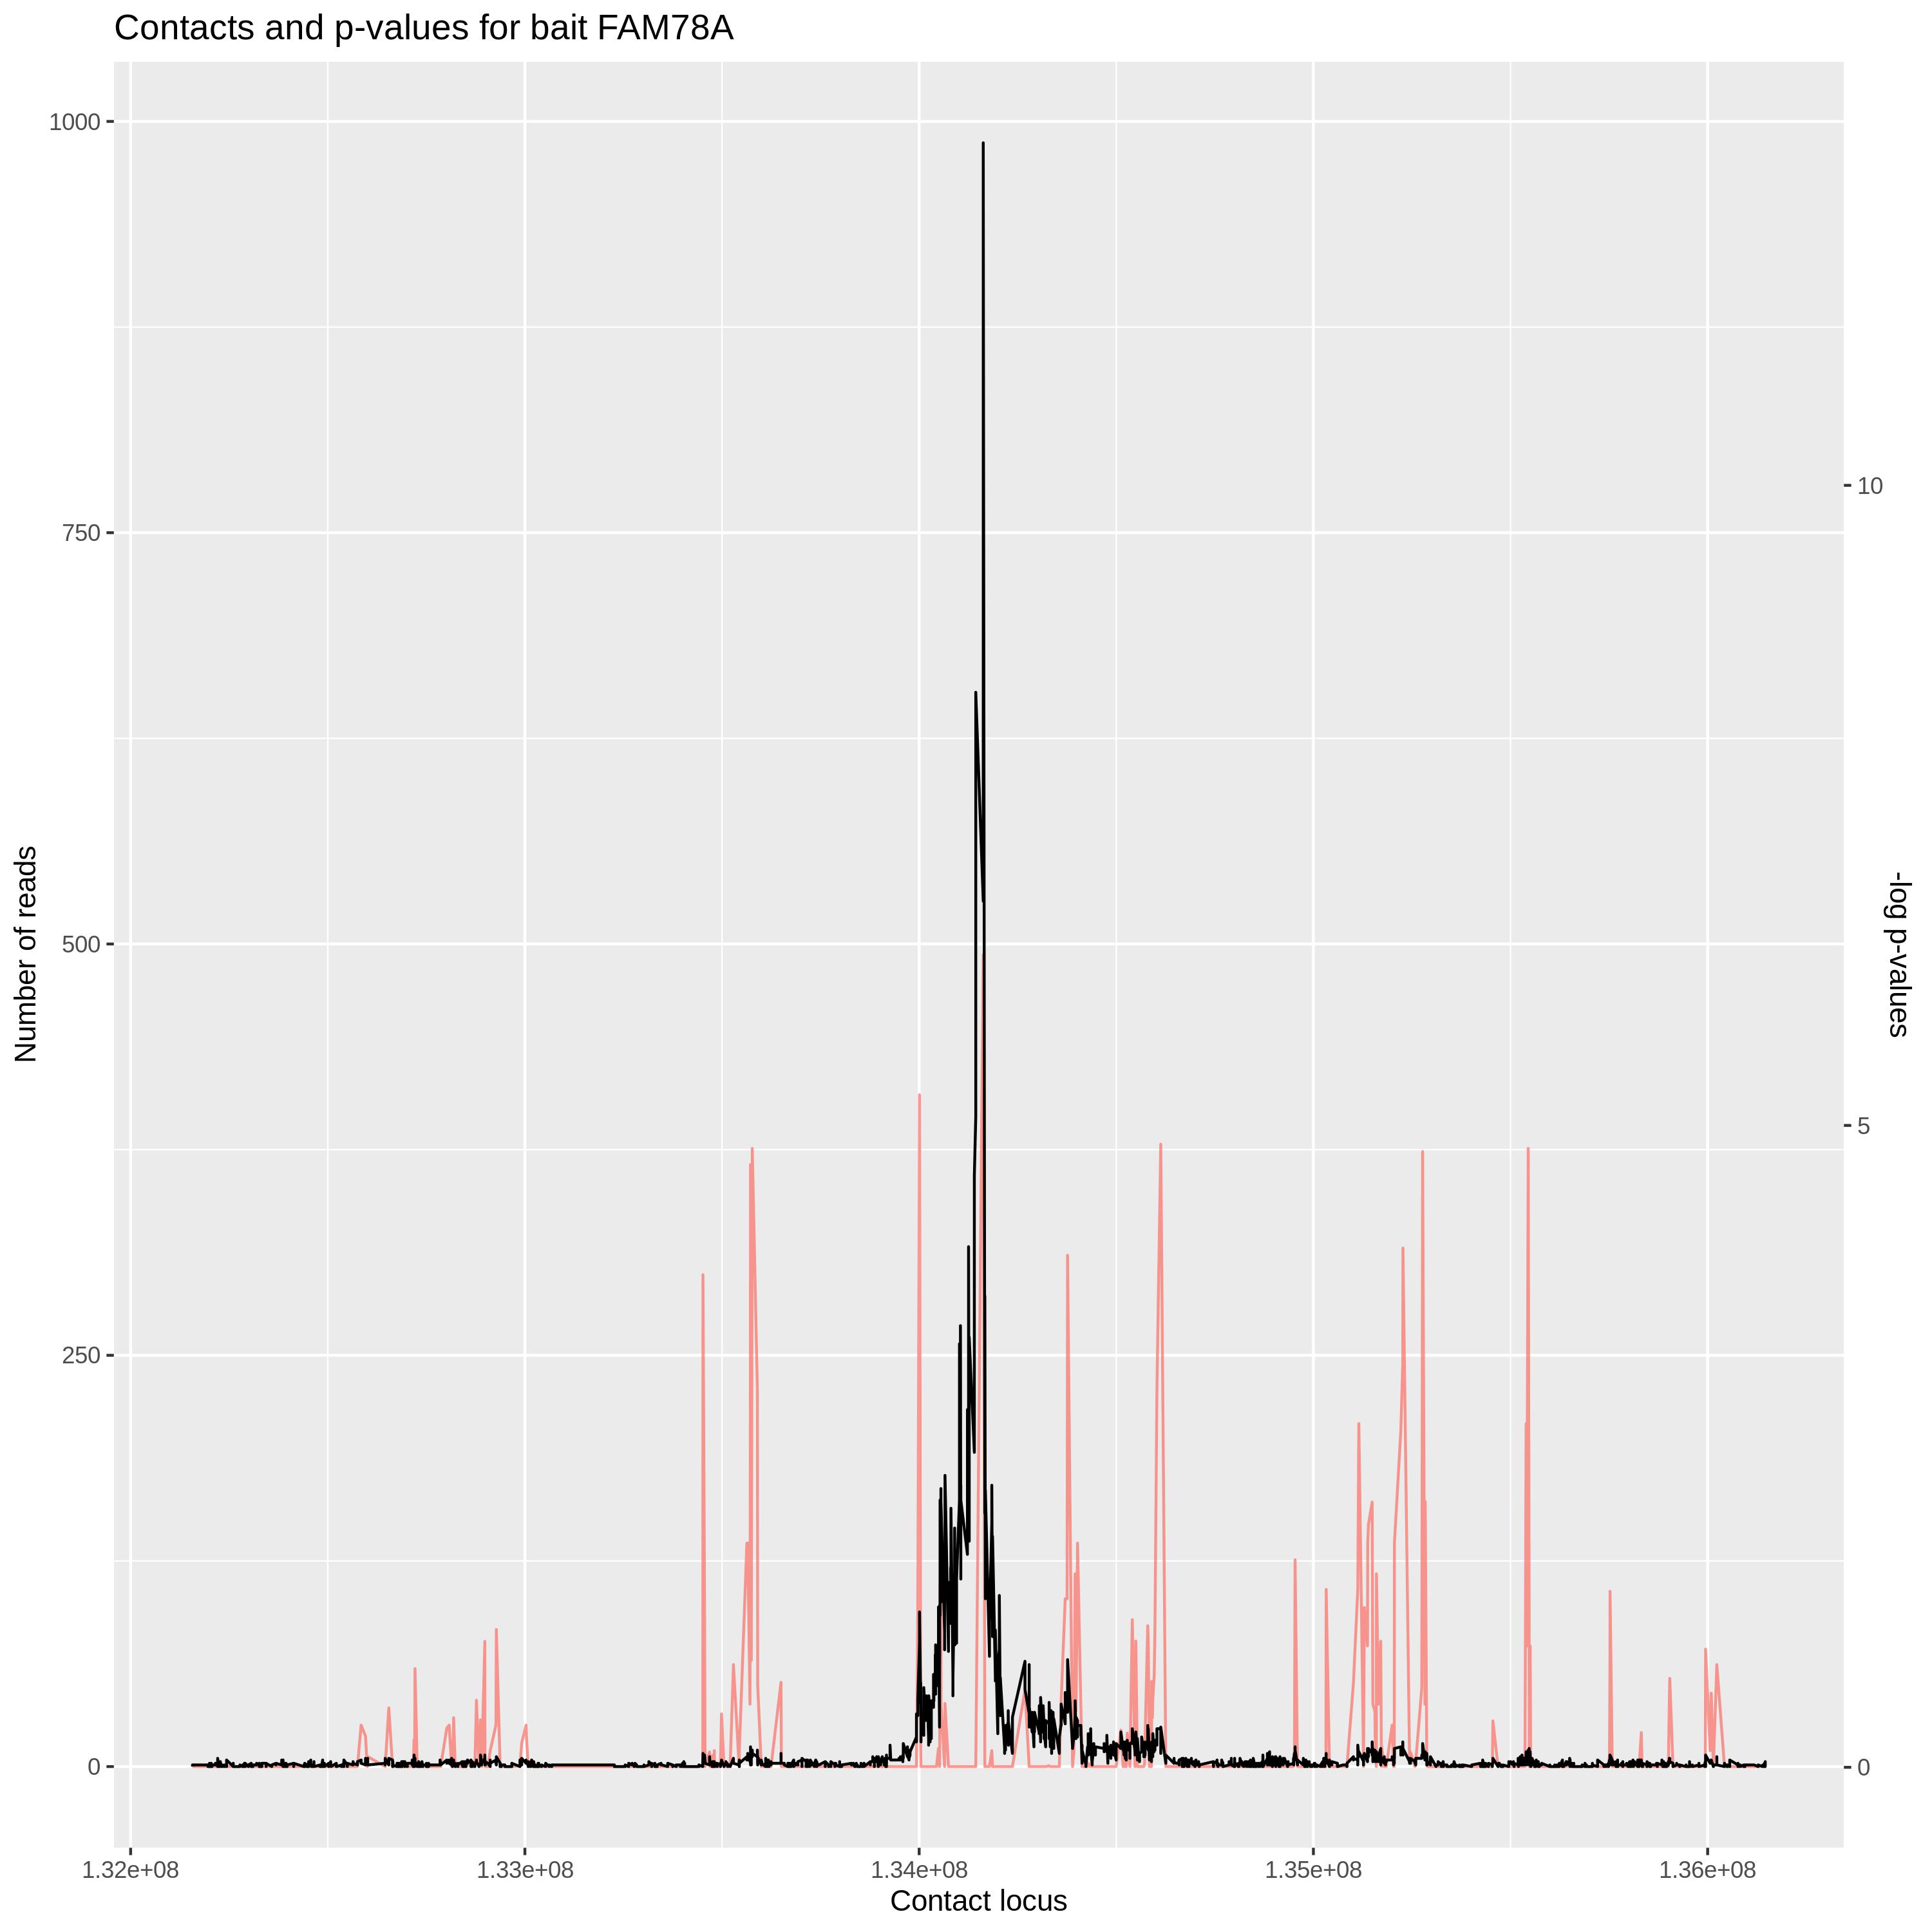 Contacts and p-values for bait FAM78A
1000
750
500
250
0
Number of reads
10
5
0
-log p-values
1.32e+08
1.33e+08
1.34e+08
1.35e+08
1.36e+08
Contact locus